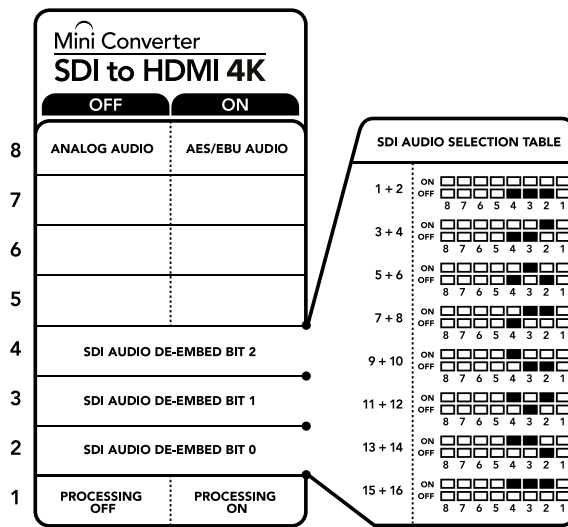 Mini Converter
SDI to HDMI 4K
OFF ON
8 ANALOG AUDIO AES/EBU AUDIO
7
6
5
4 SDI AUDIO DE-EMBED BIT 2
3 SDI AUDIO DE-EMBED BIT 1
2 SDI AUDIO DE-EMBED BIT 0
1 PROCESSING OFF PROCESSING ON
SDI AUDIO SELECTION TABLE
1 + 2 ON
OFF
8 7 6 5 4 3 2 1
3 + 4 ON
OFF
8 7 6 5 4 3 2 1
5 + 6 ON
OFF
8 7 6 5 4 3 2 1
7 + 8 ON
OFF
8 7 6 5 4 3 2 1
9 + 10 ON
OFF
8 7 6 5 4 3 2 1
11 + 12 ON
OFF
8 7 6 5 4 3 2 1
13 + 14 ON
OFF
8 7 6 5 4 3 2 1
15 + 16 ON
OFF
8 7 6 5 4 3 2 1